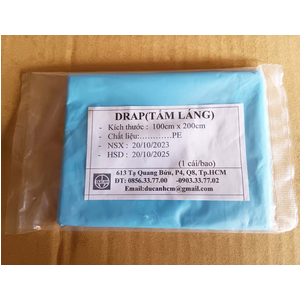 DRAP(TẤM LÁNG)
- Kích thước : 100cm x 200cm
- Chất liệu:............PE
- NSX : 20/10/2023
- HSD : 20/10/2025
(1 cái/bao)
613 Tạ Quang Bửu, P4, Q8, Tp.HCM
ĐT: 0856.33.77.00 -0903.33.77.02
Email: ducanhcm@gmail.com